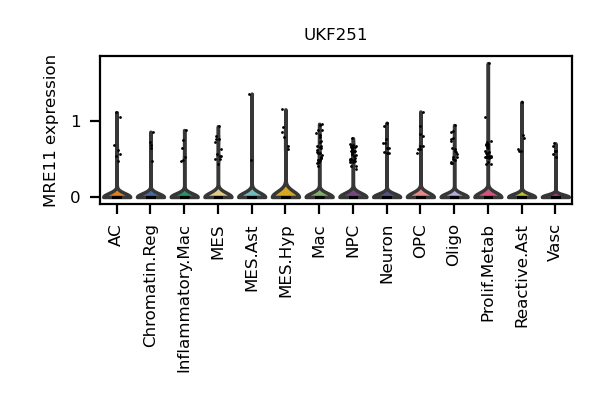 UKF251
MRE11 expression
1
0
AC
Chromatin.Reg
Inflammatory.Mac
MES
MES.Ast
MES.Hyp
Mac
NPC
Neuron
OPC
Oligo
Prolif.Metab
Reactive.Ast
Vasc